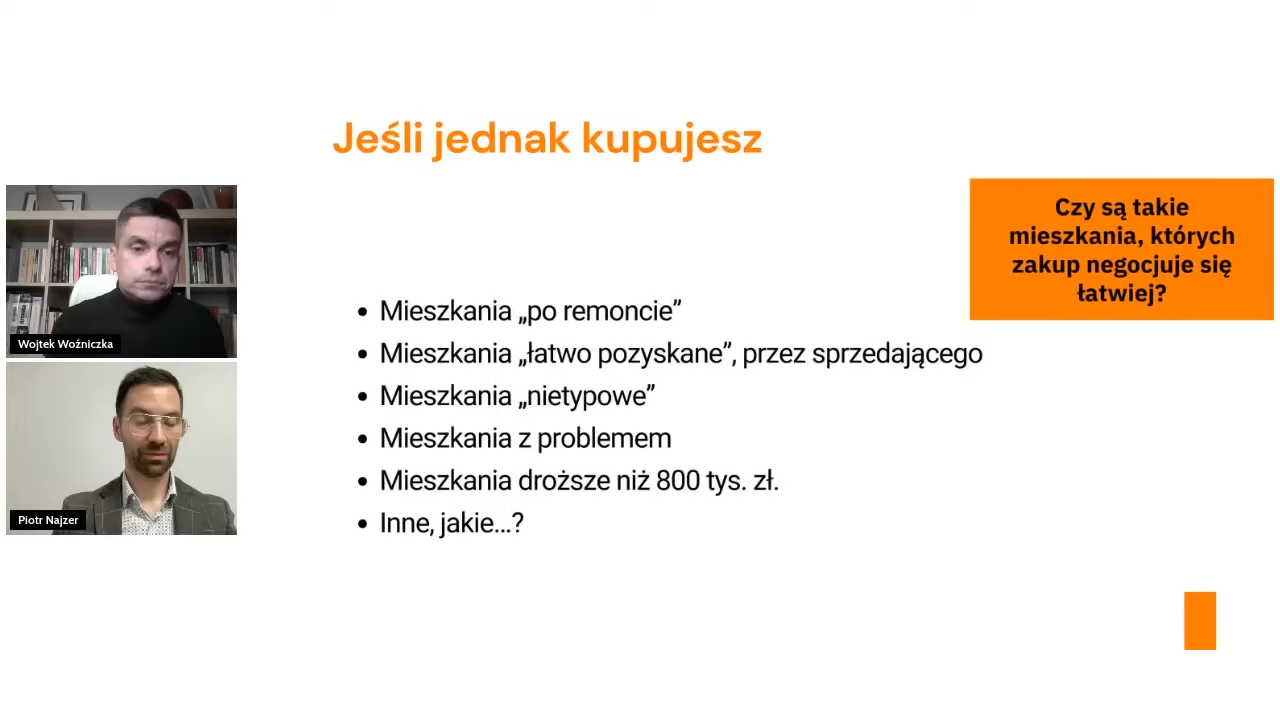 Jeśli jednak kupujesz
Czy są takie
mieszkania, których
zakup negocjuje się
łatwiej?
Mieszkania „po remoncie”
Mieszkania „łatwo pozyskane”, przez sprzedającego
Mieszkania „nietypowe”
Mieszkania z problemem
Mieszkania droższe niż 800 tys. zł.
Inne, jakie...?
Wojtek Woźniczka
Piotr Najzer